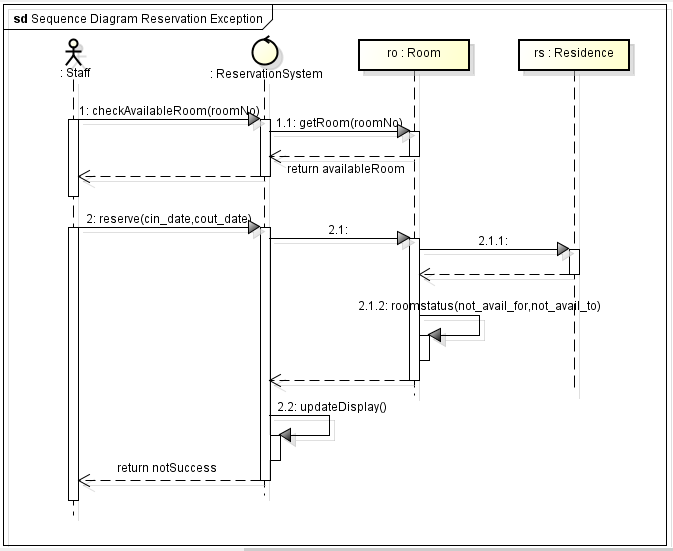 sd Sequence Diagram Reservation Exception
: Staff
: ReservationSystem
ro : Room
rs : Residence
1: checkAvailableRoom(roomNo)
1.1: getRoom(roomNo)
return availableRoom
2: reserve(cin_date,cout_date)
2.1:
2.1.1:
2.1.2: roomstatus(not_avail_for,not_avail_to)
2.2: updateDisplay()
return notSuccess